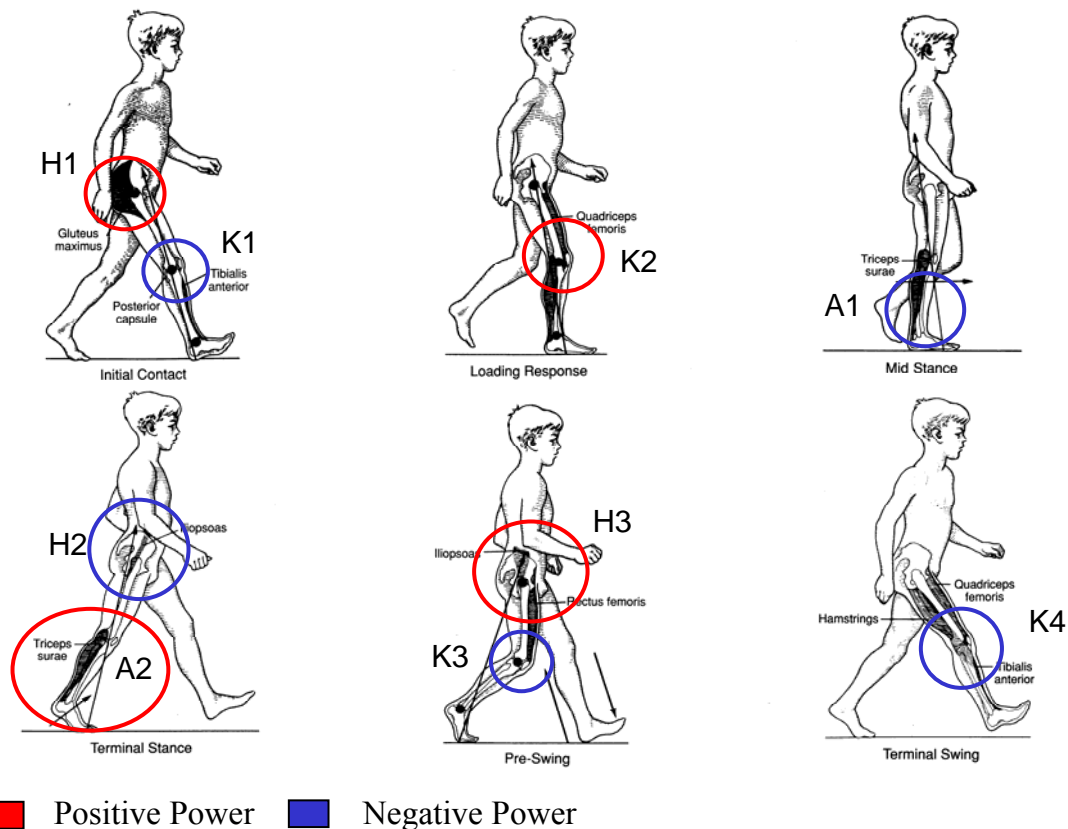 H1
Gluteus
maximus
K1
Tibialis
anterior
Posterior
capsule
Initial Contact
Quadriceps
femoris
K2
Loading Response
Triceps
surae
A1
Mid Stance
H2
Iliopsoas
Triceps
surae
A2
Terminal Stance
H3
Iliopsoas
Rectus femoris
K3
Pre-Swing
Quadriceps
femoris
Hamstrings
K4
Tibialis
anterior
Terminal Swing
Positive Power Negative Power